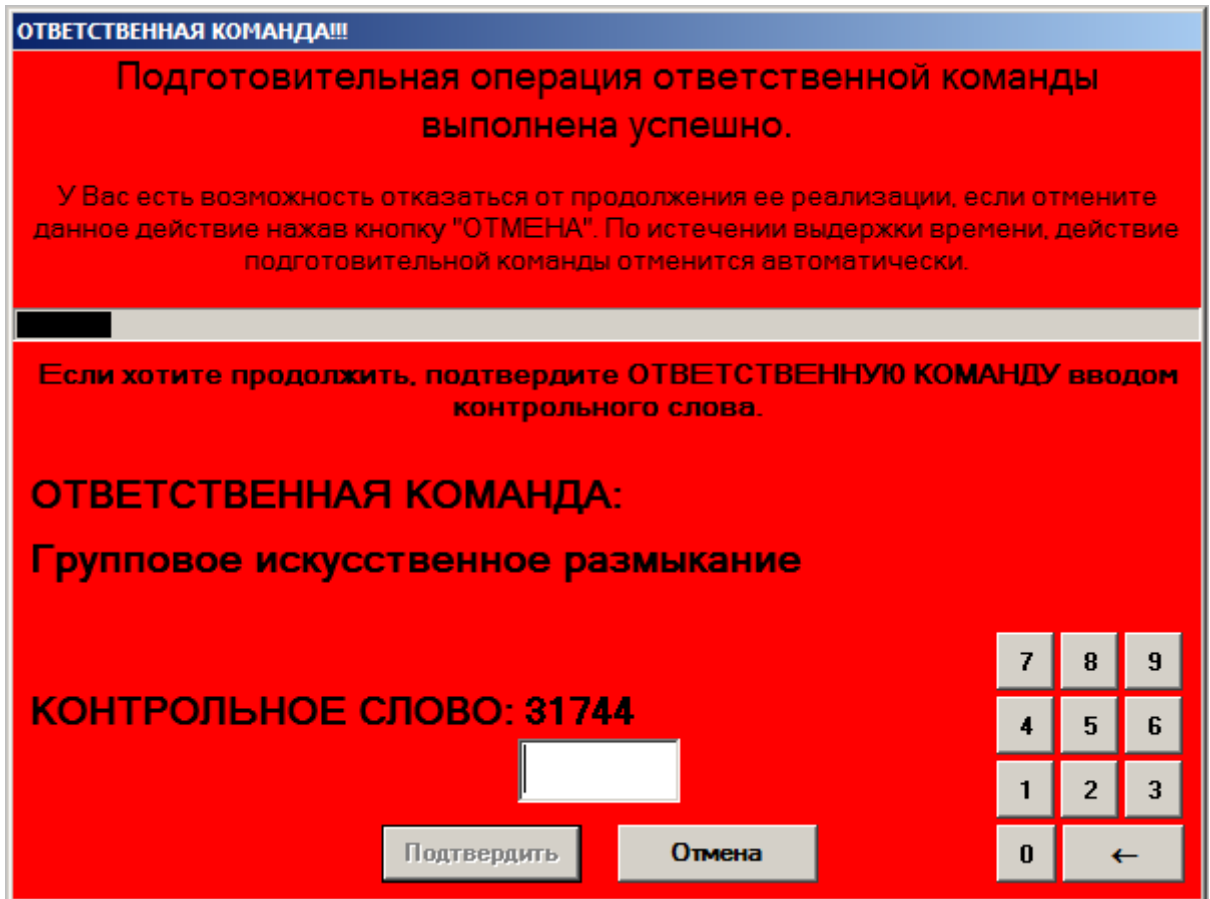 ОТВЕТСТВЕННАЯ КОМАНДА!!!
Подготовительная операция ответственной команды
выполнена успешно.
У Вас есть возможность отказаться от продолжения ее реализации, если отмените
данное действие нажав кнопку "ОТМЕНА". По истечении выдержки времени, действие
подготовительной команды отменится автоматически.
Если хотите продолжить, подтвердите ОТВЕТСТВЕННУЮ КОМАНДУ вводом
контрольного слова.
ОТВЕТСТВЕННАЯ КОМАНДА:
Групповое искусственное размыкание
КОНТРОЛЬНОЕ СЛОВО: 31744
7 8 9
4 5 6
1 2 3
0 ←
Подтвердить Отмена